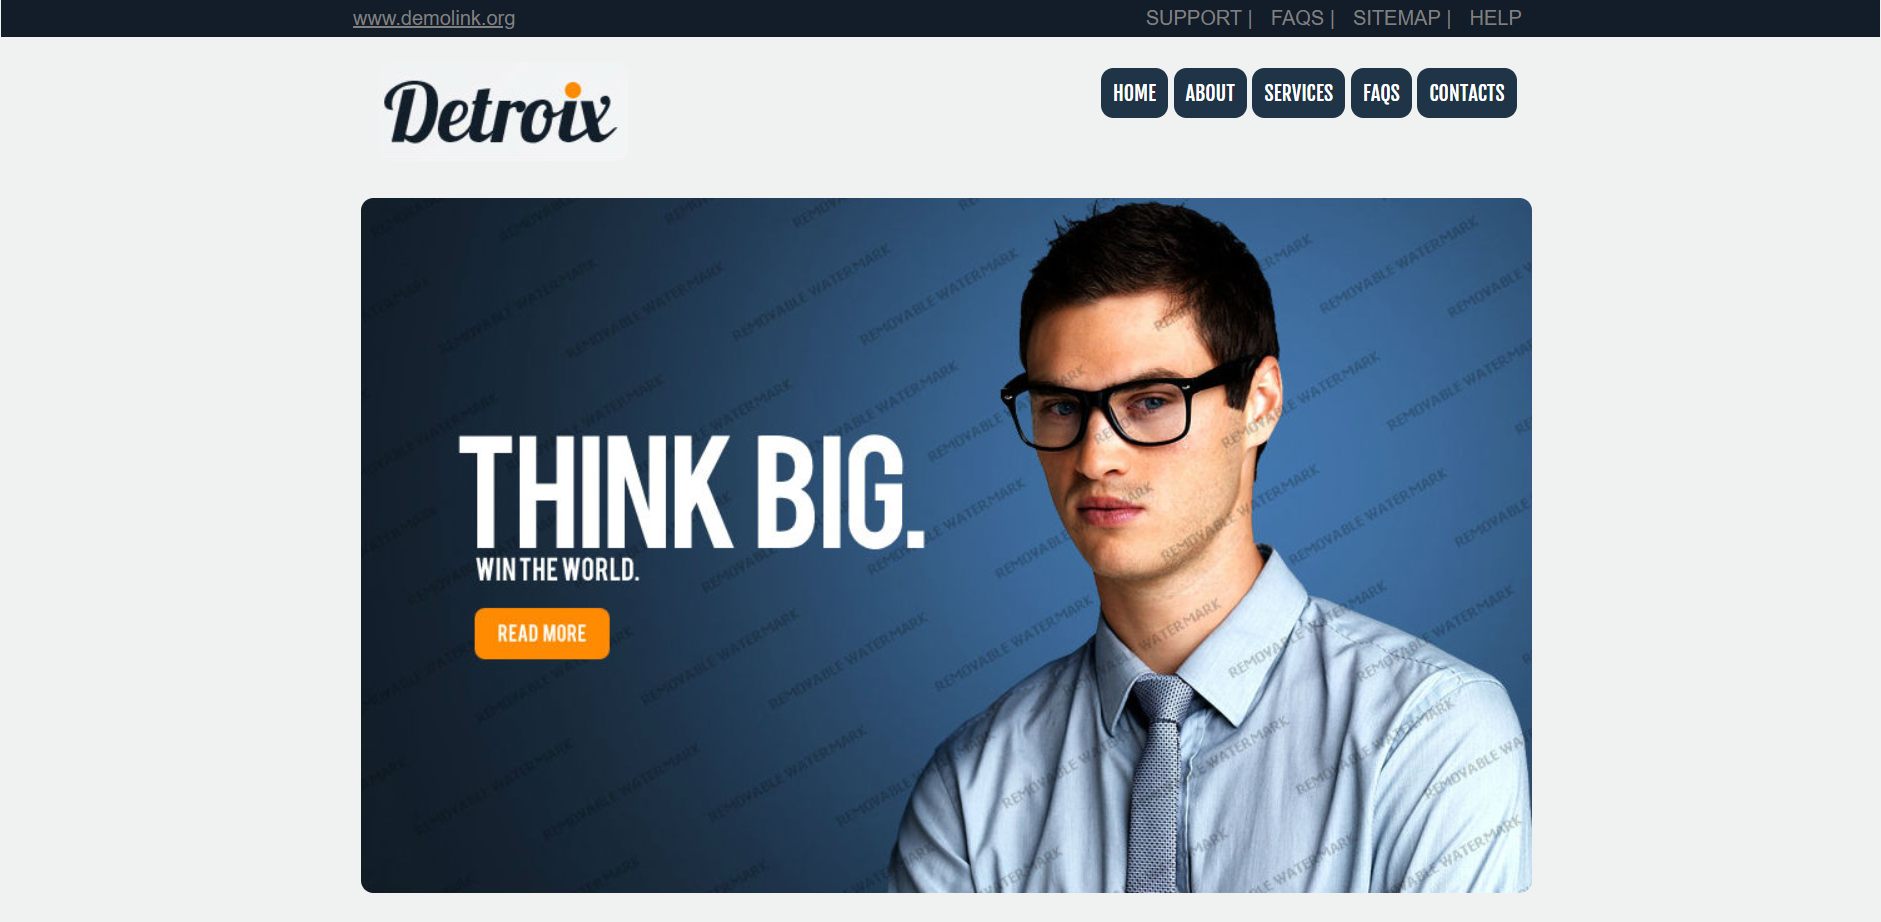 www.demolink.org
SUPPORT | FAQS | SITEMAP | HELP
Detroix
HOME ABOUT SERVICES FAQS CONTACTS
THINK BIG.
WIN THE WORLD.
READ MORE
REMOVABLE WATERMARK